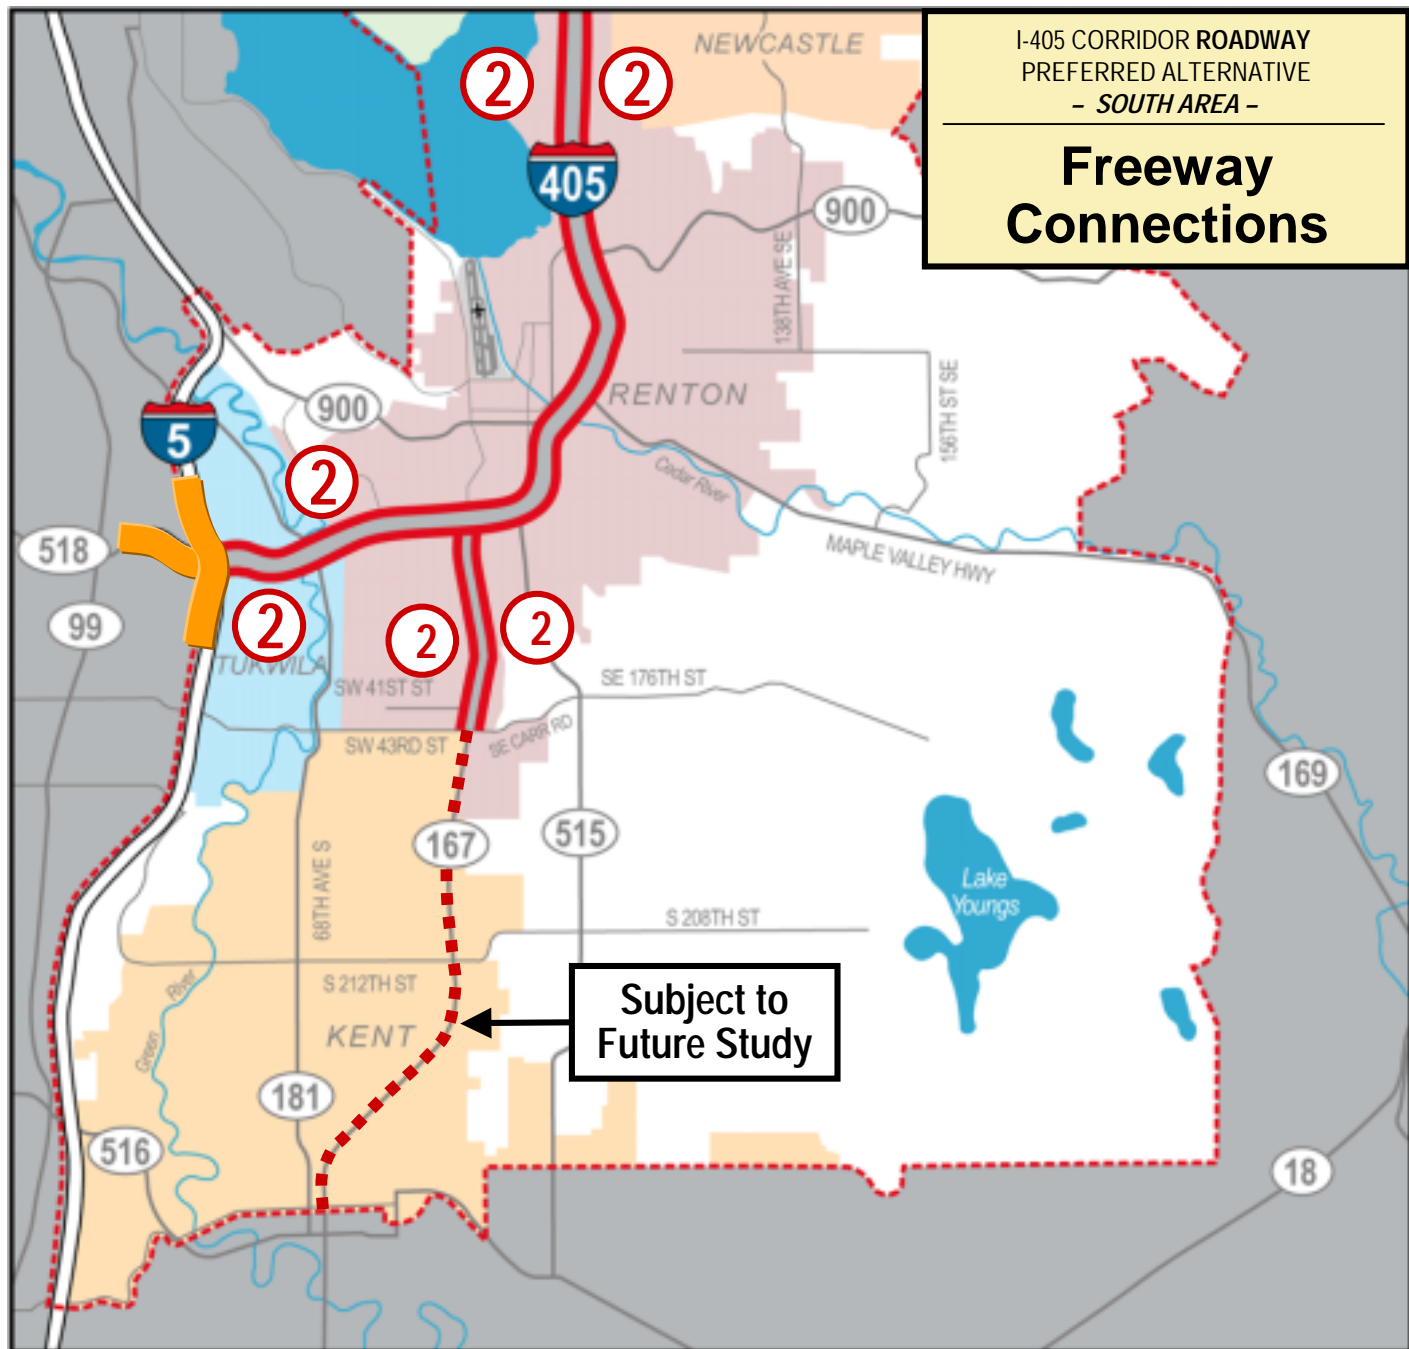 I-405 CORRIDOR ROADWAY
PREFERRED ALTERNATIVE
– SOUTH AREA –
Freeway
Connections
NEWCASTLE
2
2
405
900
138TH AVE SE
156TH ST SE
RENTON
900
5
2
Cedar River
MAPLE VALLEY HWY
518
99
2
2
2
TUKWILA
SW 41ST ST
SE 176TH ST
SW 43RD ST
SE CARR RD
169
167
515
68TH AVE S
Lake
Youngs
S 208TH ST
S 212TH ST
Green River
KENT
Subject to
Future Study
181
516
18